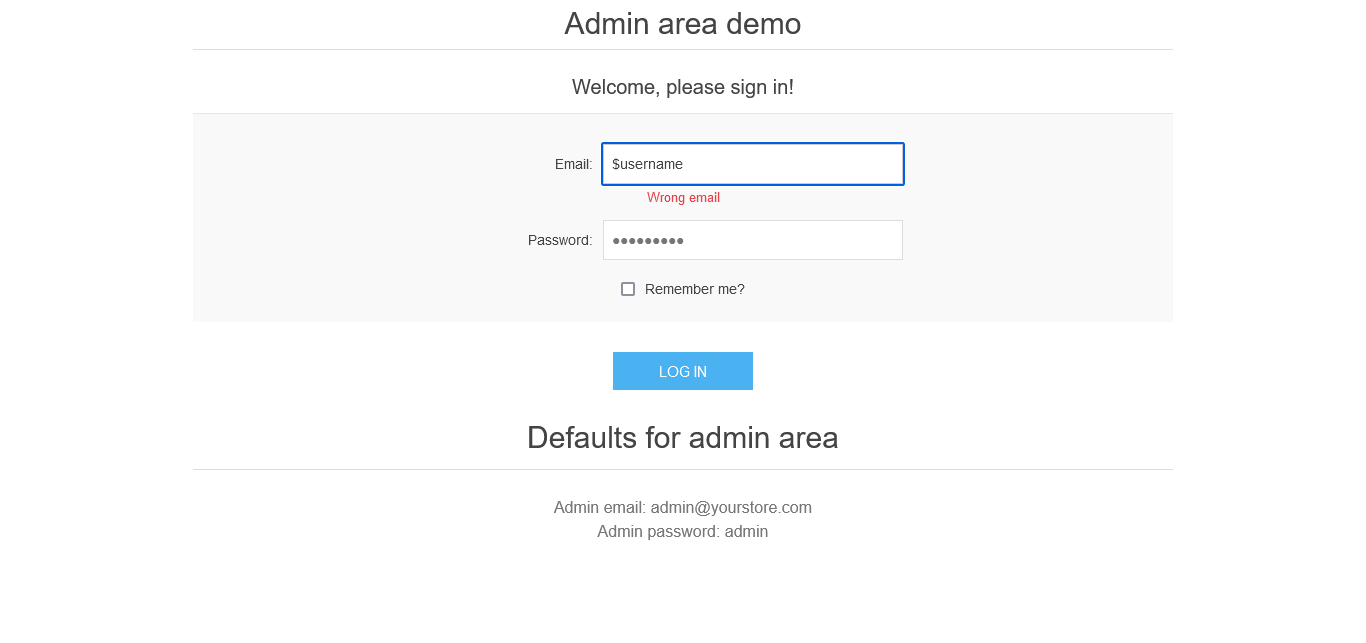 Admin area demo
Welcome, please sign in!
Email: $username
Wrong email
Password: •••••••••
Remember me?
LOG IN
Defaults for admin area
Admin email: admin@yourstore.com
Admin password: admin